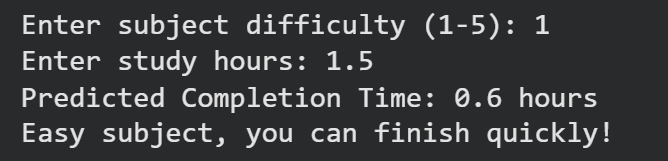 Enter subject difficulty (1-5): 1
Enter study hours: 1.5
Predicted Completion Time: 0.6 hours
Easy subject, you can finish quickly!